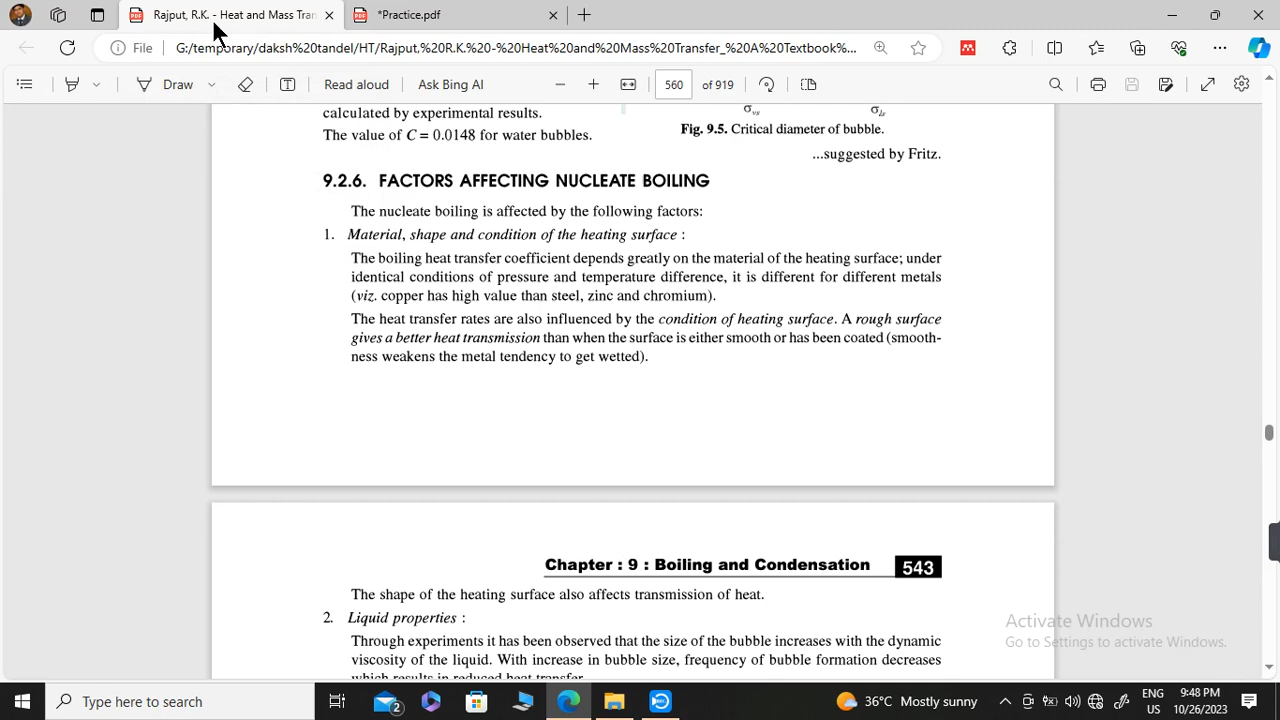 Rajput, R.K. - Heat and Mass Tran
*Practice.pdf
File
G:/temporary/daksh%20tandel/HT/Rajput,%20R.K.%20-%20Heat%20and%20Mass%20Transfer_%20A%20Textbook%...
Draw
Read aloud
Ask Bing AI
560 of 919
calculated by experimental results.
The value of C = 0.0148 for water bubbles.
σvs
σlv
Fig. 9.5. Critical diameter of bubble.
...suggested by Fritz.
9.2.6. FACTORS AFFECTING NUCLEATE BOILING
The nucleate boiling is affected by the following factors:
1. Material, shape and condition of the heating surface :
The boiling heat transfer coefficient depends greatly on the material of the heating surface; under
identical conditions of pressure and temperature difference, it is different for different metals
(viz. copper has high value than steel, zinc and chromium).
The heat transfer rates are also influenced by the condition of heating surface. A rough surface
gives a better heat transmission than when the surface is either smooth or has been coated (smooth-
ness weakens the metal tendency to get wetted).
Chapter : 9 : Boiling and Condensation 543
The shape of the heating surface also affects transmission of heat.
2. Liquid properties :
Through experiments it has been observed that the size of the bubble increases with the dynamic
viscosity of the liquid. With increase in bubble size, frequency of bubble formation decreases
which results in reduced heat transfer.
Activate Windows
Go to Settings to activate Windows.
Type here to search
2
36°C Mostly sunny
ENG
US
9:48 PM
10/26/2023